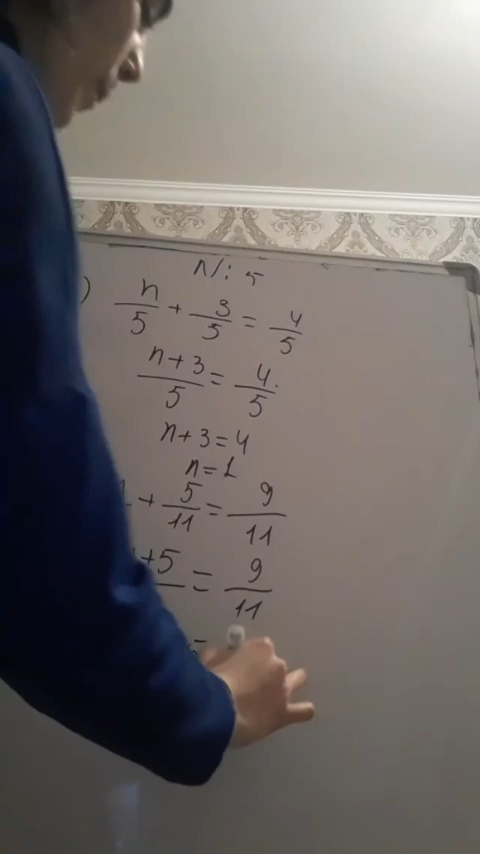 N: 5
) n/5 + 3/5 = 4/5
n+3/5 = 4/5.
n+3=4
n=1
+ 5/11 = 9/11
+5 = 9/11
5 =